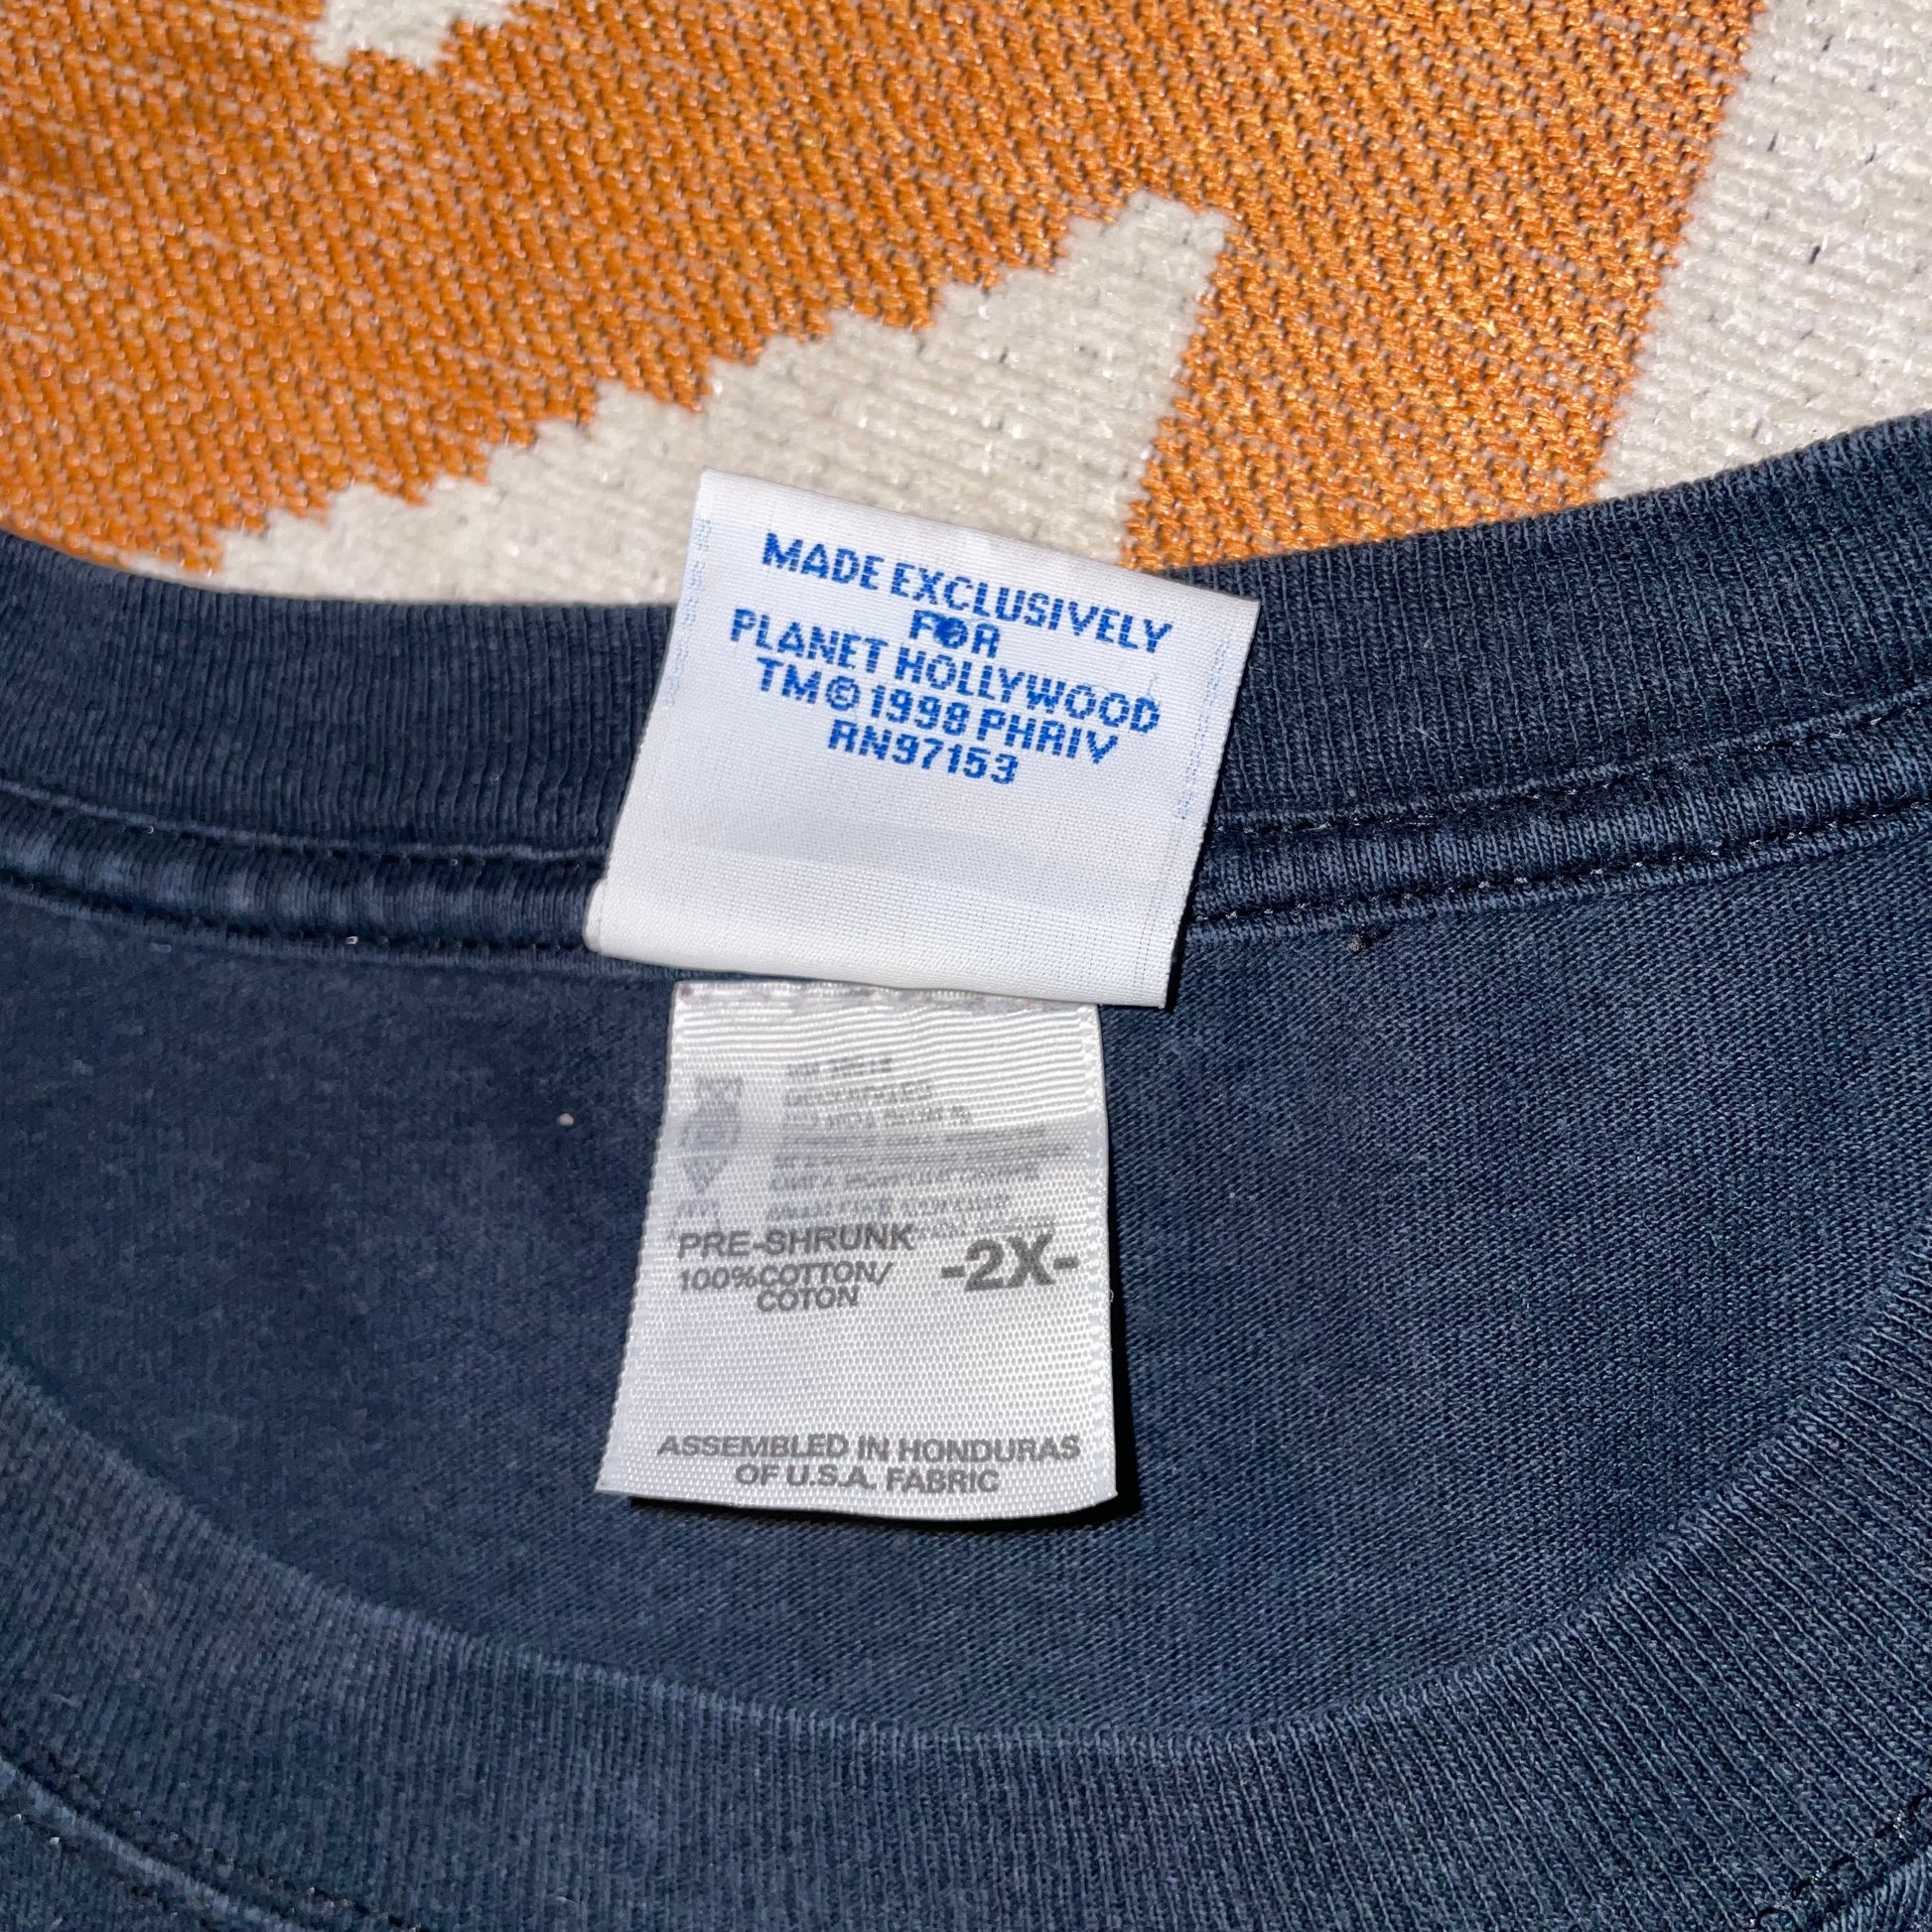 MADE EXCLUSIVELY
FOR
PLANET HOLLYWOOD
TM©1998 PHRIV
RN97153
PRE-SHRUNK
100%COTTON/
COTON
-2X-
ASSEMBLED IN HONDURAS
OF U.S.A. FABRIC